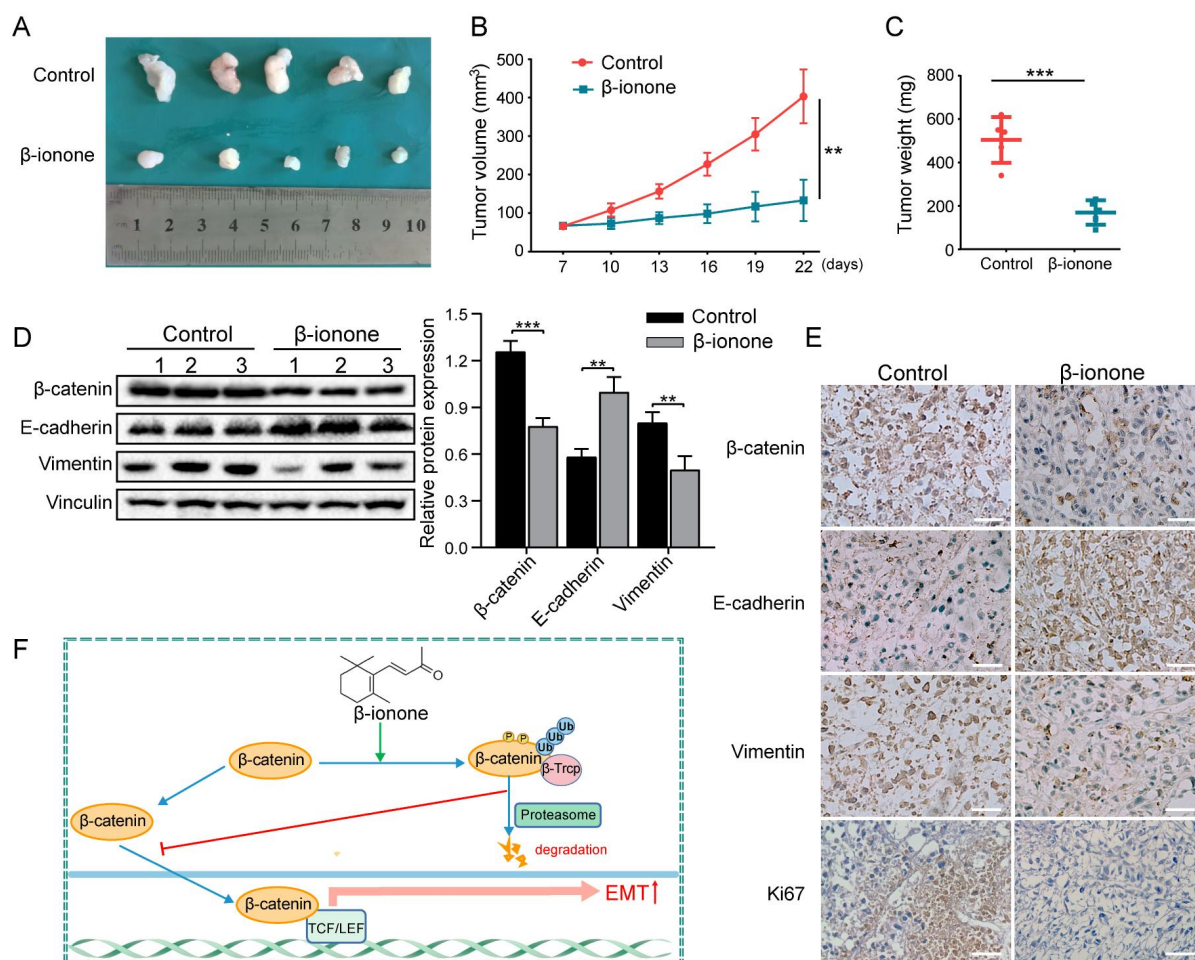 A
Control
β-ionone
1 2 3 4 5 6 7 8 9 10
B
Tumor volume (mm³)
500
400
300
200
100
0
Control
β-ionone
**
7 10 13 16 19 22 (days)
C
Tumor weight (mg)
800
600
400
200
0
***
Control β-ionone
D
Control β-ionone
1 2 3 1 2 3
β-catenin
E-cadherin
Vimentin
Vinculin
Relative protein expression
1.5
1.2
0.9
0.6
0.3
0.0
Control
β-ionone
***
**
**
β-catenin
E-cadherin
Vimentin
E
Control β-ionone
β-catenin
E-cadherin
Vimentin
Ki67
F
O
β-ionone
β-catenin
P P
β-catenin
Ub
Ub
Ub
β-Trcp
β-catenin
Proteasome
degradation
β-catenin
TCF/LEF
EMT↑